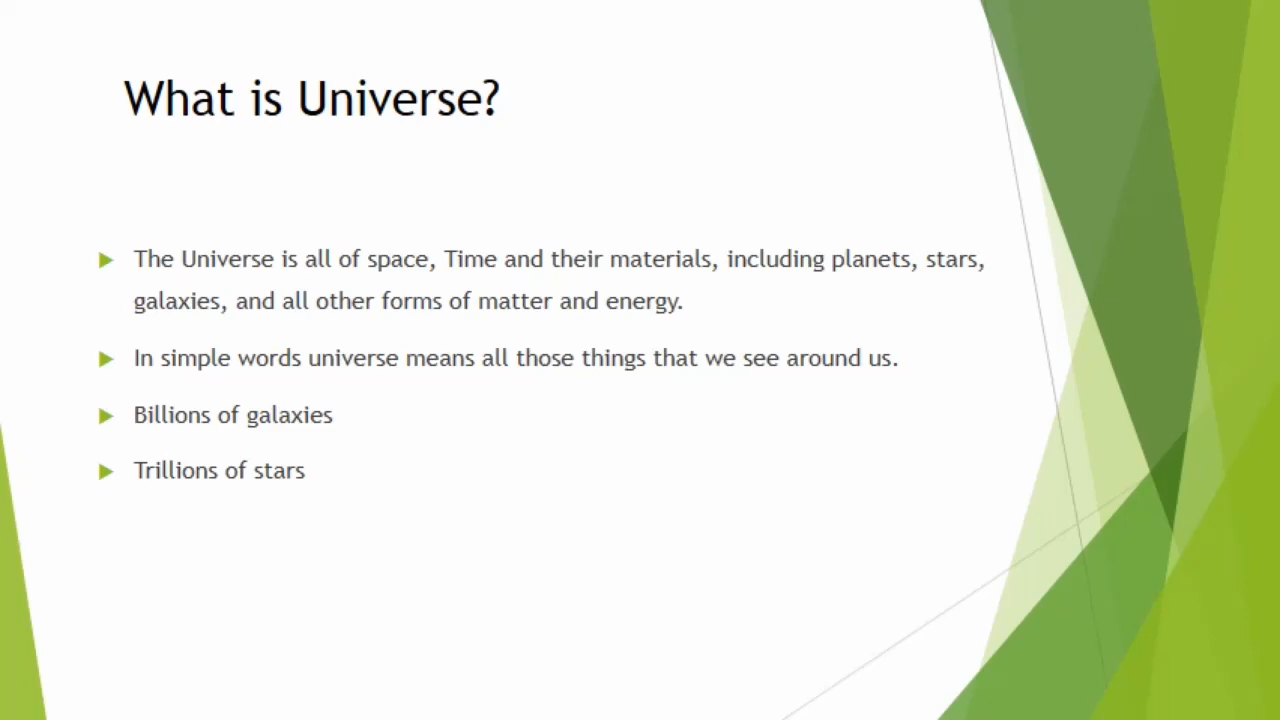 What is Universe?
The Universe is all of space, Time and their materials, including planets, stars,
galaxies, and all other forms of matter and energy.
In simple words universe means all those things that we see around us.
Billions of galaxies
Trillions of stars